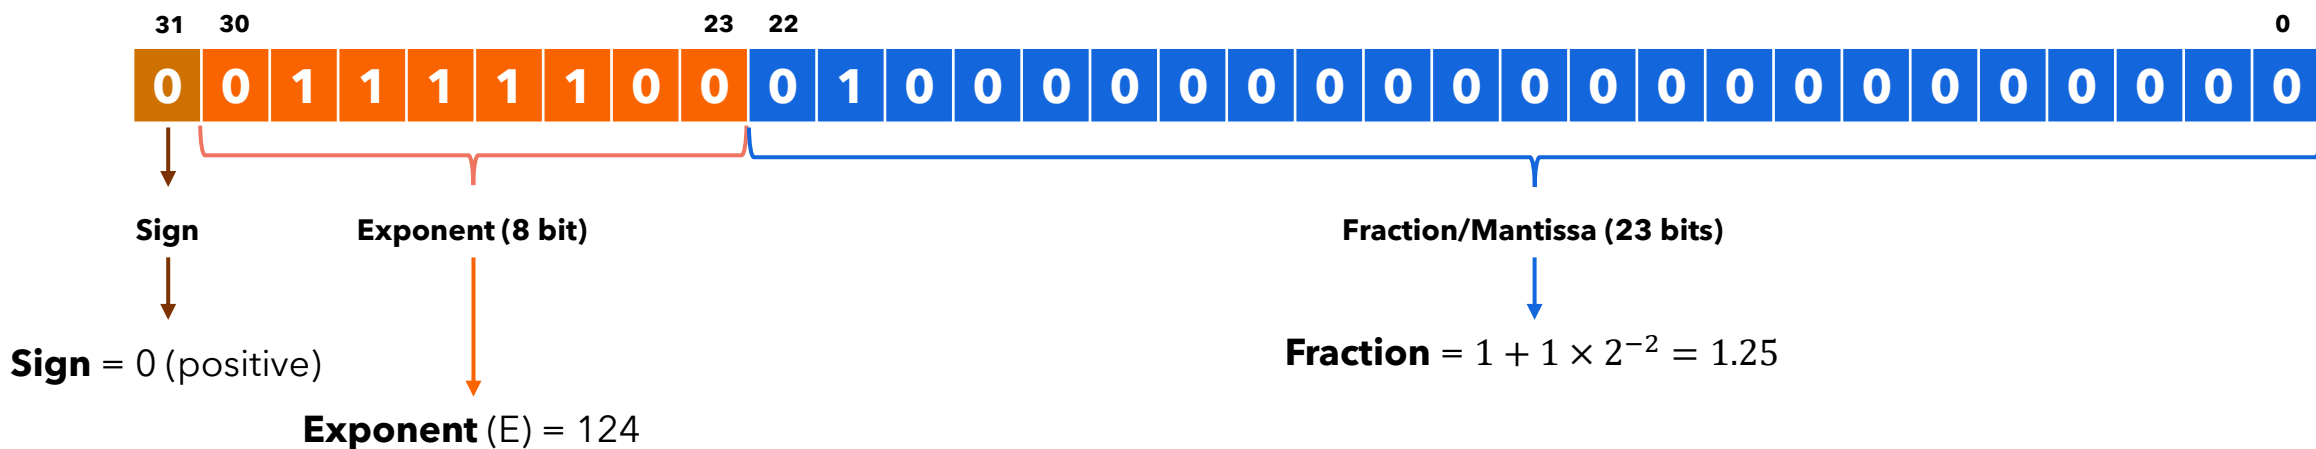 31 30 23 22 0
0 0 1 1 1 1 1 0 0 0 1 0 0 0 0 0 0 0 0 0 0 0 0 0 0 0 0 0 0 0 0 0
Sign Exponent (8 bit) Fraction/Mantissa (23 bits)
Sign = 0 (positive) Fraction = 1 + 1 × 2⁻² = 1.25
Exponent (E) = 124